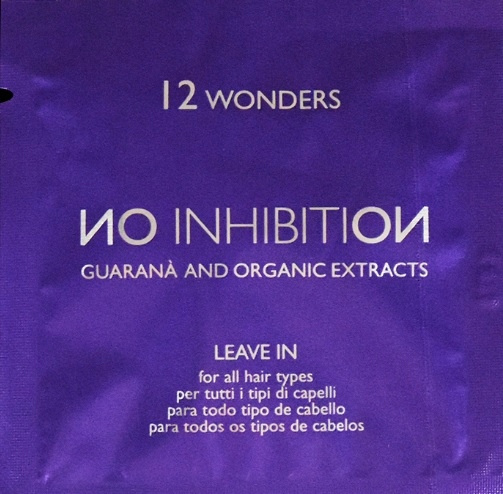 12 WONDERS
NO INHIBITION
GUARANÀ AND ORGANIC EXTRACTS
LEAVE IN
for all hair types
per tutti i tipi di capelli
para todo tipo de cabello
para todos os tipos de cabelos